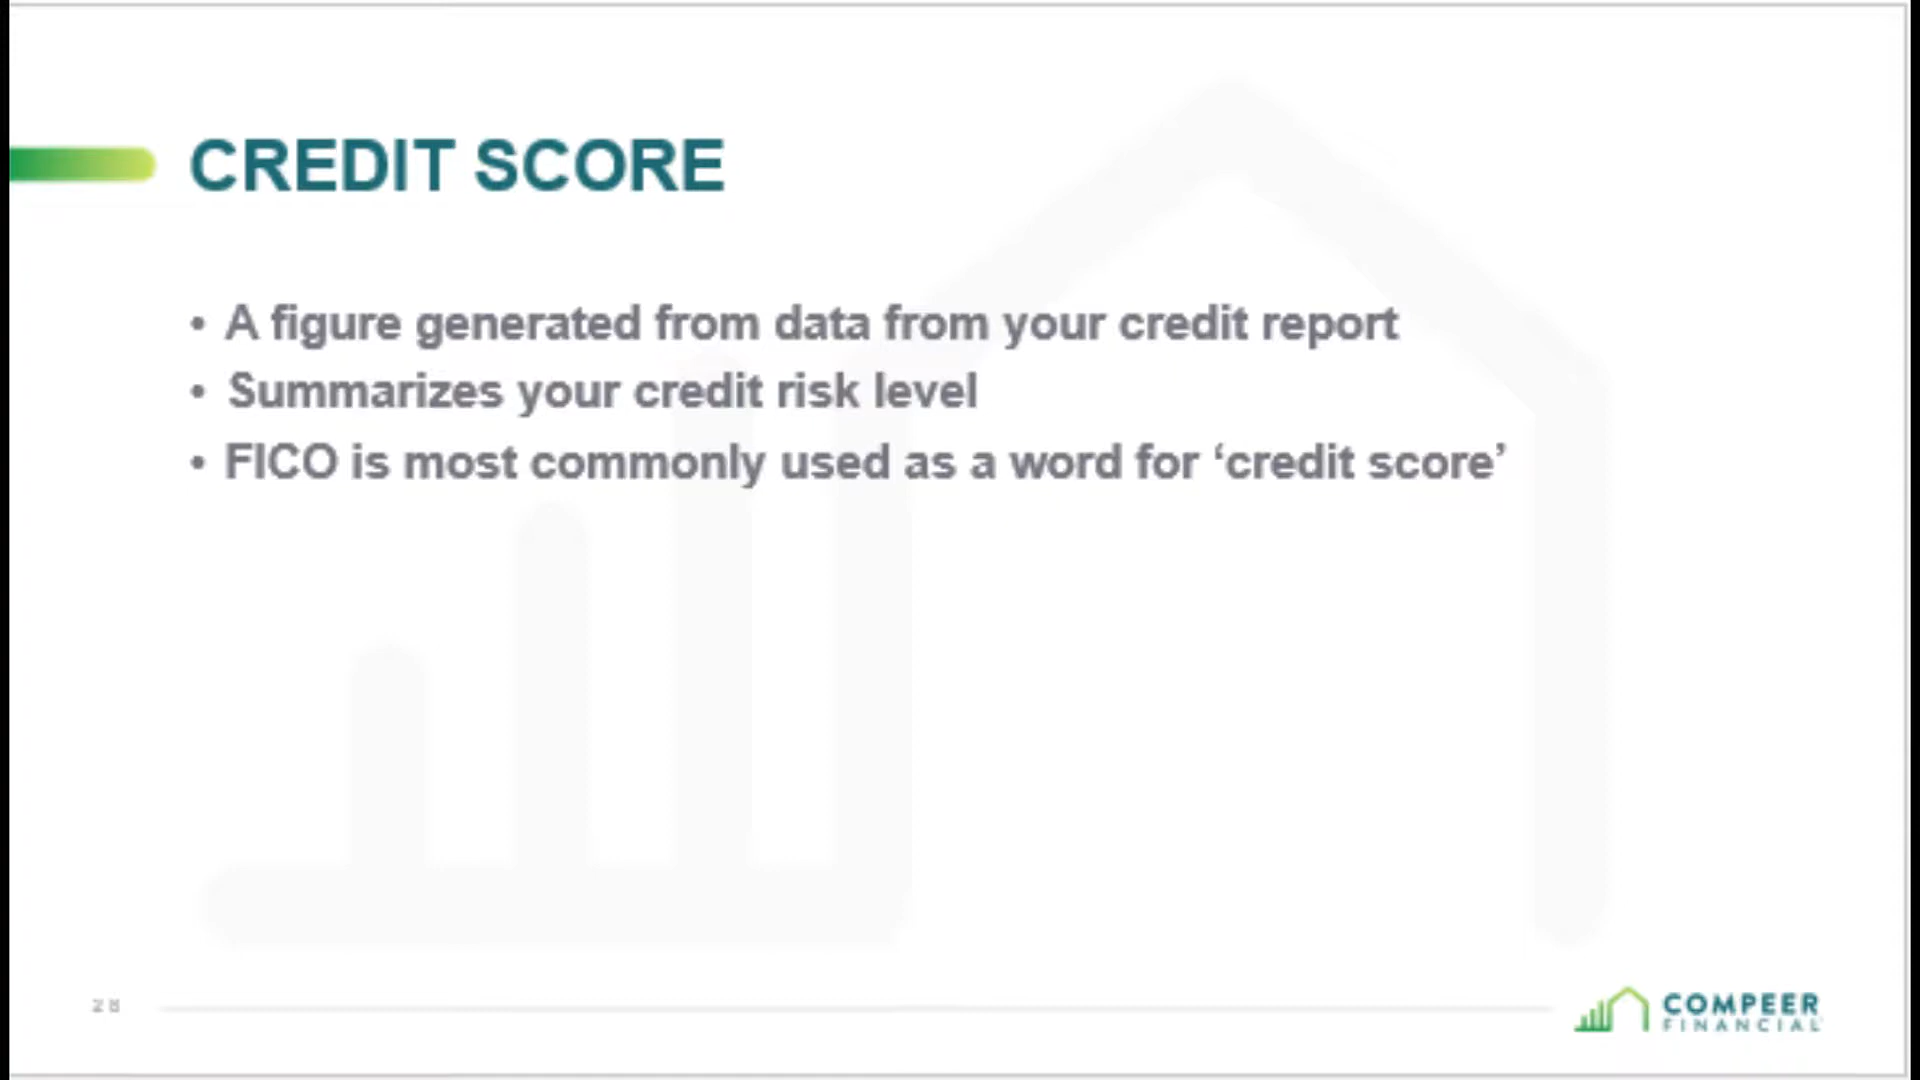 CREDIT SCORE
• A figure generated from data from your credit report
• Summarizes your credit risk level
• FICO is most commonly used as a word for ‘credit score’
28
COMPEER
FINANCIAL